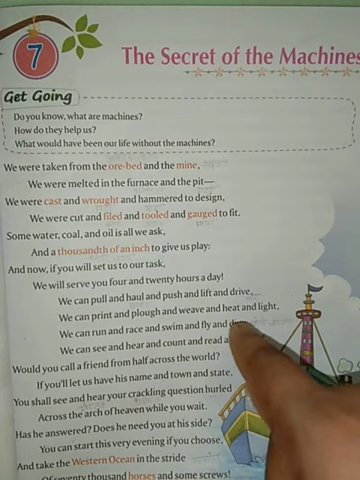 7
The Secret of the Machines
Get Going
Do you know, what are machines?
How do they help us?
What would have been our life without the machines?
We were taken from the ore-bed and the mine,
We were melted in the furnace and the pit—
We were cast and wrought and hammered to design,
We were cut and filed and tooled and gauged to fit.
Some water, coal, and oil is all we ask,
And a thousandth of an inch to give us play:
And now, if you will set us to our task,
We will serve you four and twenty hours a day!
We can pull and haul and push and lift and drive,
We can print and plough and weave and heat and light,
We can run and race and swim and fly and
We can see and hear and count and read
Would you call a friend from half across the world?
If you'll let us have his name and town and state,
You shall see and hear your crackling question hurled
Across the arch of heaven while you wait.
Has he answered? Does he need you at his side?
You can start this very evening if you choose,
And take the Western Ocean in the stride
Of seventy thousand horses and some screws!